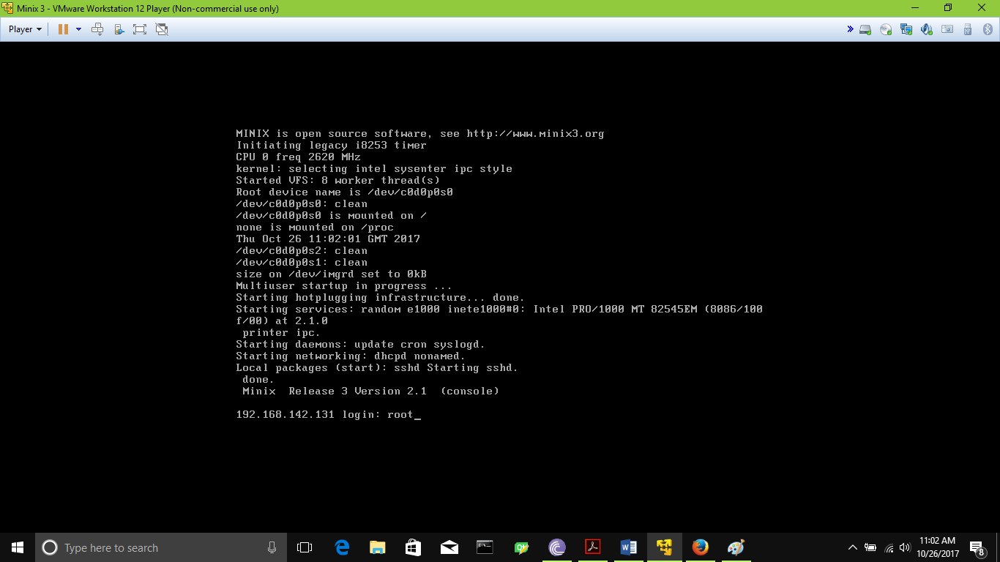 Minix 3 - VMware Workstation 12 Player (Non-commercial use only)
Player
MINIX is open source software, see http://www.minix3.org
Initiating legacy i8253 timer
CPU 0 freq 2620 MHz
kernel: selecting intel sysenter ipc style
Started VFS: 8 worker thread(s)
Root device name is /dev/c0d0p0s0
/dev/c0d0p0s0: clean
/dev/c0d0p0s0 is mounted on /
none is mounted on /proc
Thu Oct 26 11:02:01 GMT 2017
/dev/c0d0p0s2: clean
/dev/c0d0p0s1: clean
size on /dev/imgrd set to 0kB
Multiuser startup in progress ...
Starting hotplugging infrastructure... done.
Starting services: random e1000 inete1000#0: Intel PRO/1000 MT 82545EM (8086/100
f/00) at 2.1.0
printer ipc.
Starting daemons: update cron syslogd.
Starting networking: dhcpd nonamed.
Local packages (start): sshd Starting sshd.
done.
Minix  Release 3 Version 2.1  (console)
192.168.142.131 login: root_
Type here to search
11:02 AM
10/26/2017
8